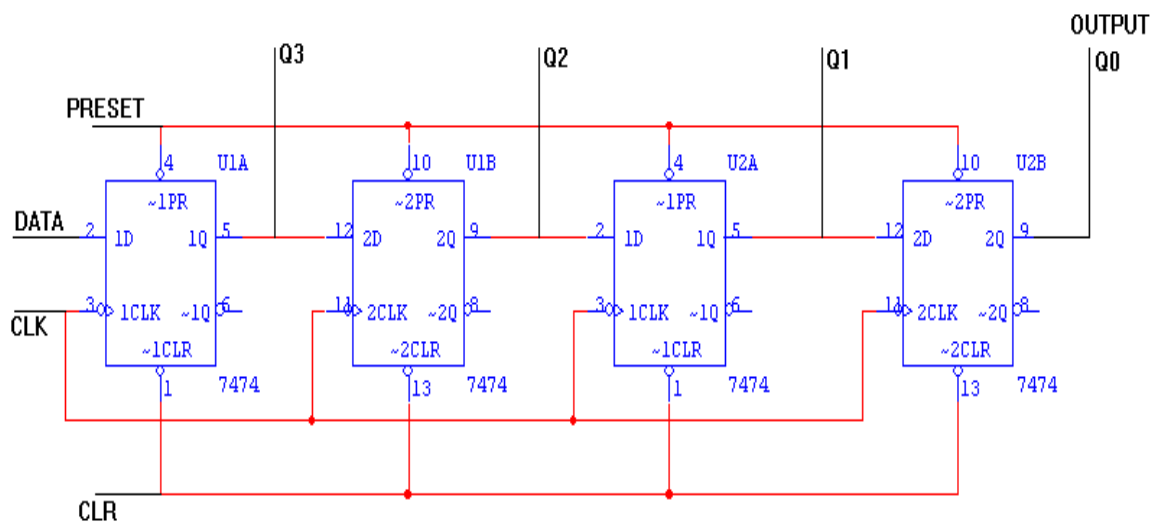 OUTPUT
Q3 Q2 Q1 Q0
PRESET
4 U1A 10 U1B 4 U2A 10 U2B
~1PR ~2PR ~1PR ~2PR
DATA 2 1D 1Q 5 12 2D 2Q 9 2 1D 1Q 5 12 2D 2Q 9
CLK 3 1CLK ~1Q 6 11 2CLK ~2Q 8 3 1CLK ~1Q 6 11 2CLK ~2Q 8
~1CLR ~2CLR ~1CLR ~2CLR
1 7474 13 7474 1 7474 13 7474
CLR